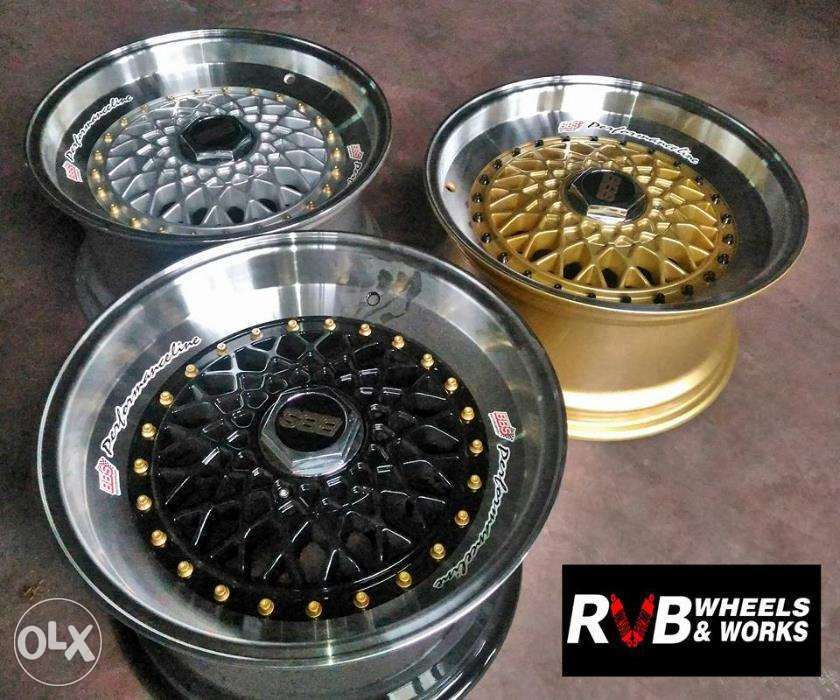 Performanceline
BBS
BBS
Performanceline
BBS
BBS
Performanceline
BBS
BBS
BBS
Performanceline
OLX
RVB WHEELS
& WORKS